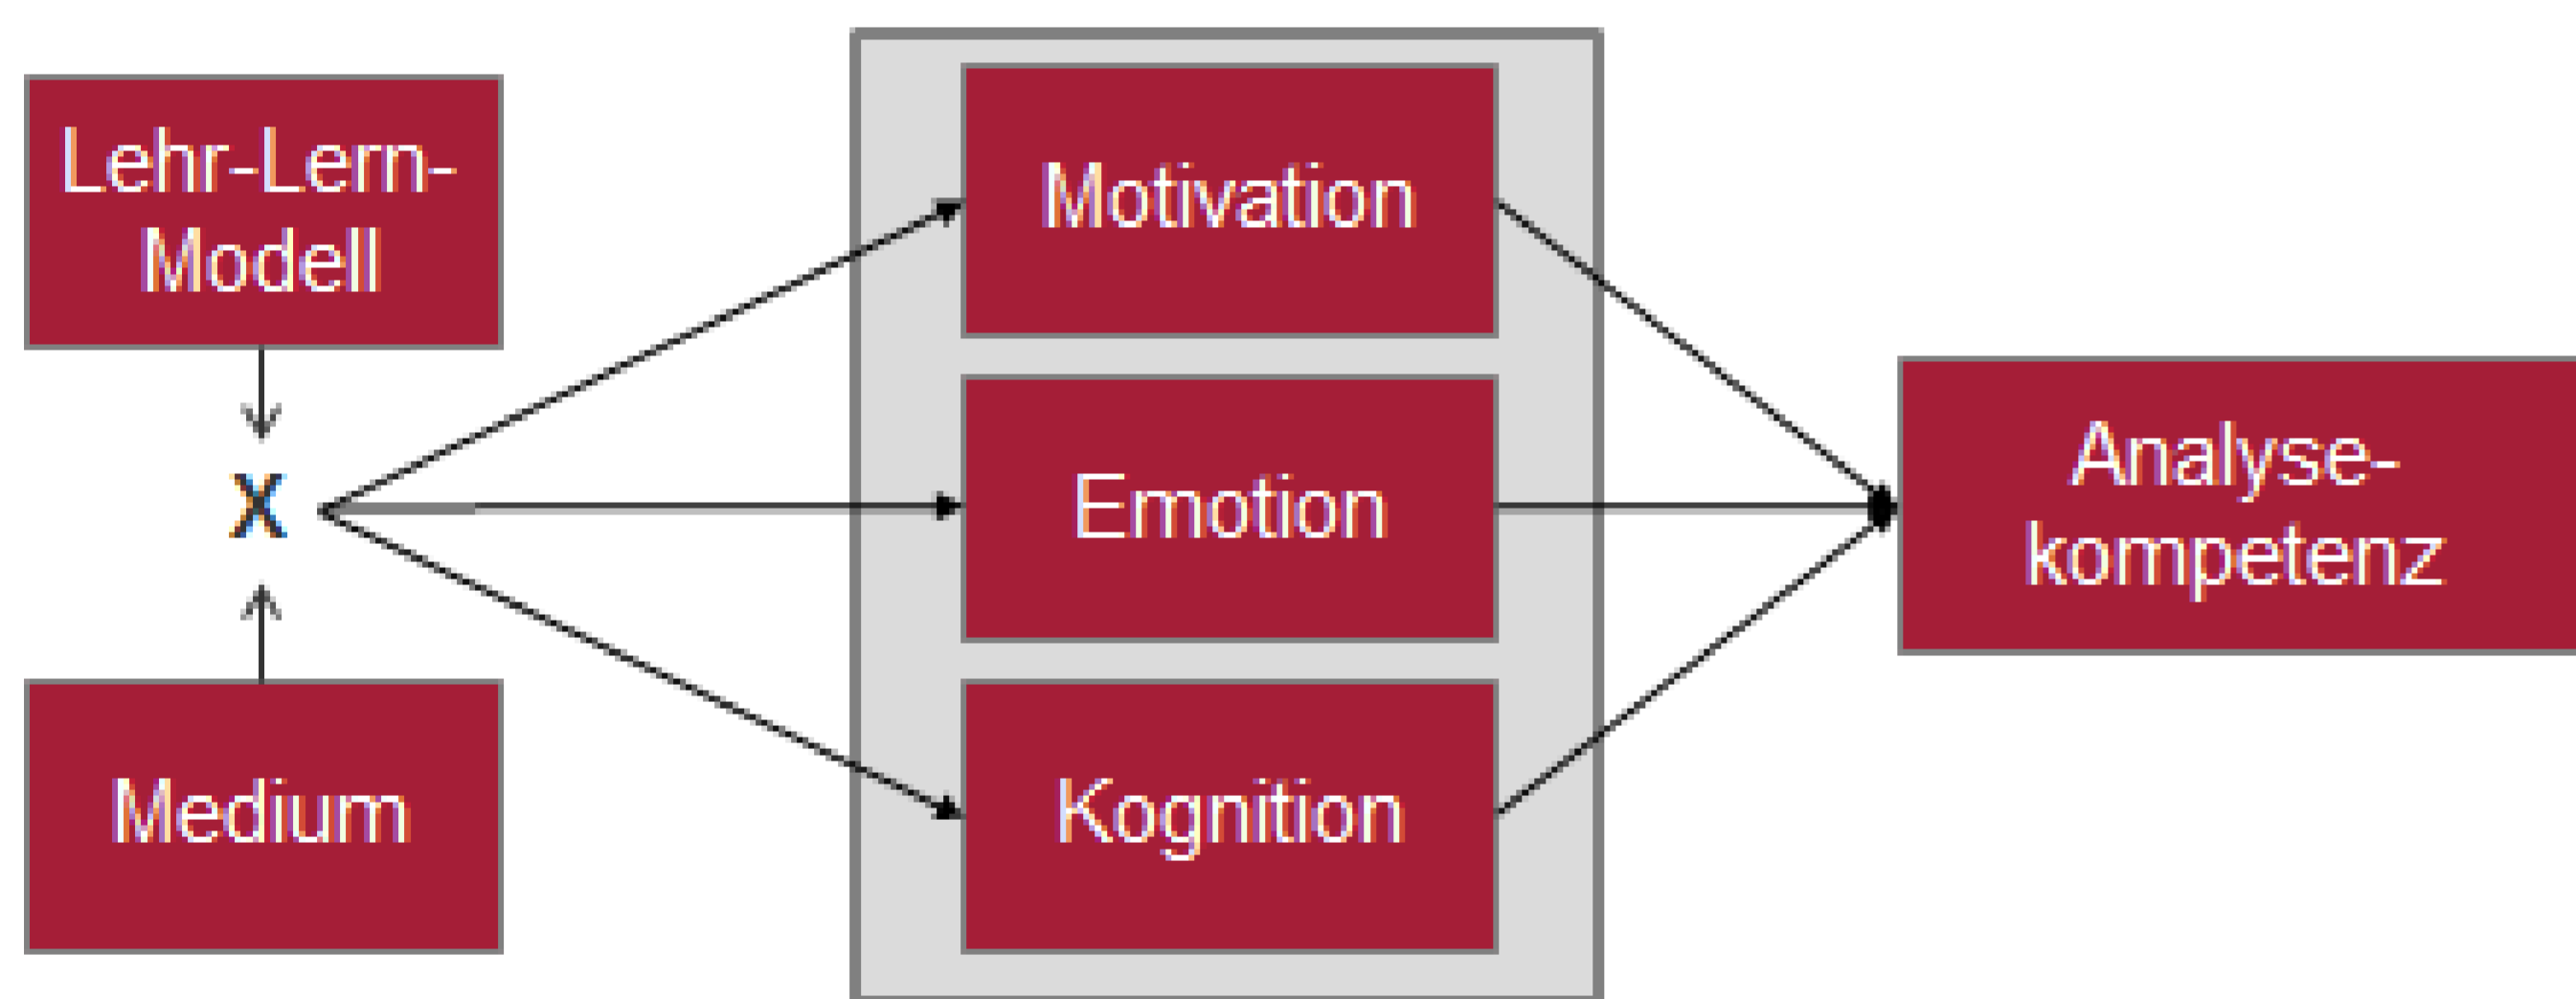 Lehr-Lern-
Modell
X
Medium
Motivation
Emotion
Kognition
Analyse-
kompetenz